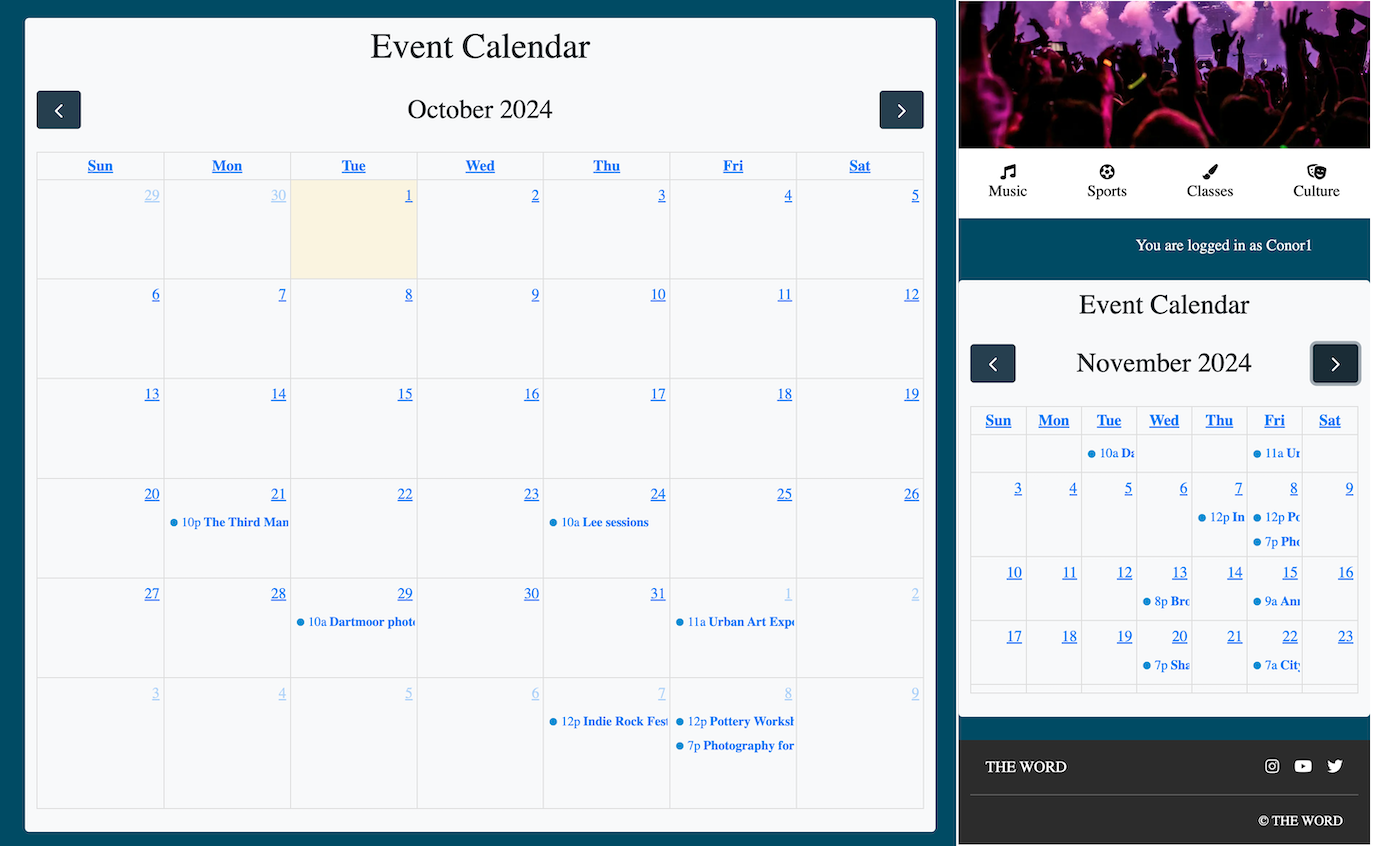 Event Calendar
October 2024
Sun Mon Tue Wed Thu Fri Sat
29 30 1 2 3 4 5
6 7 8 9 10 11 12
13 14 15 16 17 18 19
20 21 22 23 24 25 26
10p The Third Man 10a Lee sessions
27 28 29 30 31 1 2
10a Dartmoor photo 11a Urban Art Expo
3 4 5 6 7 8 9
12p Indie Rock Fest 12p Pottery Worksh
7p Photography for
Music Sports Classes Culture
You are logged in as Conor1
Event Calendar
November 2024
Sun Mon Tue Wed Thu Fri Sat
10a Da 11a Ur
3 4 5 6 7 8 9
12p In 12p Po
7p Pho
10 11 12 13 14 15 16
8p Bro 9a Ann
17 18 19 20 21 22 23
7p Sha 7a City
THE WORD
© THE WORD